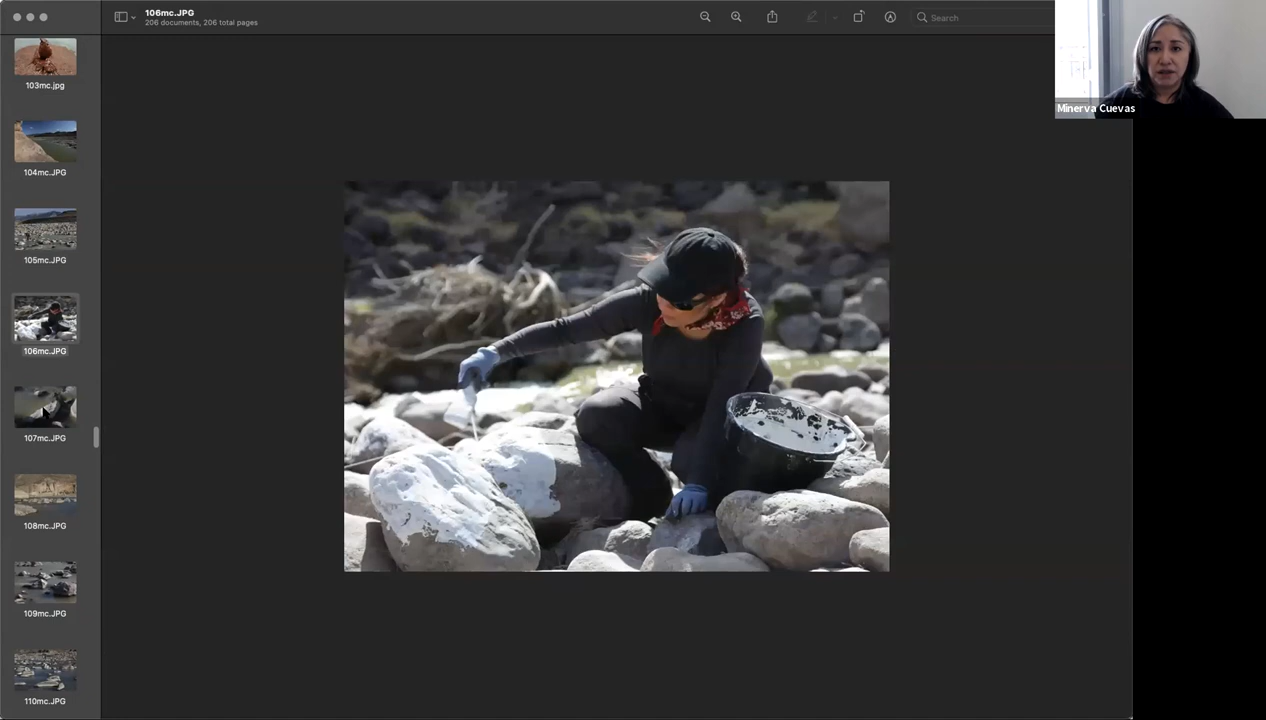 106mc.JPG
206 documents, 206 total pages
Search
Minerva Cuevas
103mc.jpg
104mc.JPG
105mc.JPG
106mc.JPG
107mc.JPG
108mc.JPG
109mc.JPG
110mc.JPG